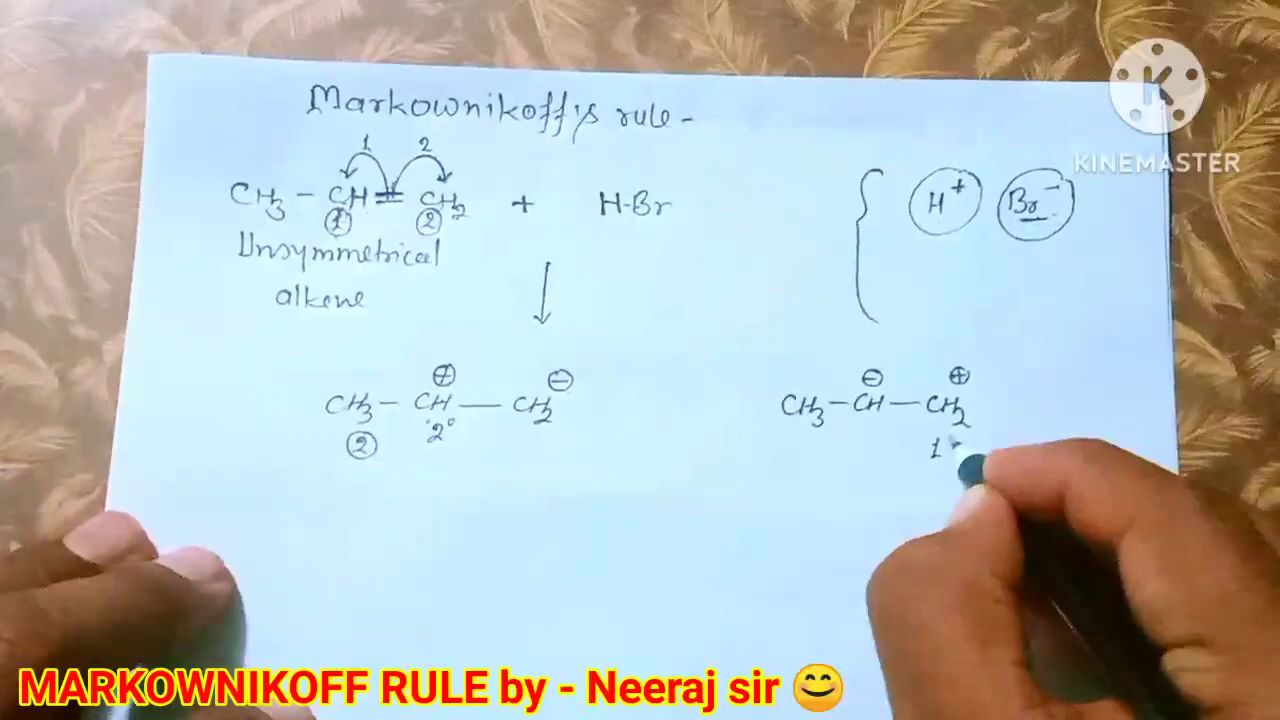 Markownikoff's rule -
1 2
CH₃ - CH = CH₂ + H-Br
① ②
Unsymmetrical
alkene
H⁺ Br⁻
⊕ ⊖
CH₃ - CH — CH₂
② 2°
⊖ ⊕
CH₃ - CH - CH₂
1
KINEMASTER
MARKOWNIKOFF RULE by - Neeraj sir 😊